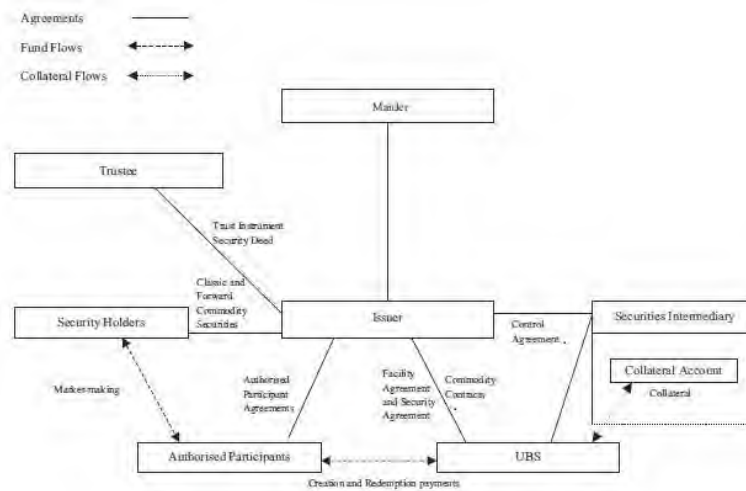 Agreements
Fund Flows
Collateral Flows
Manler
Trustee
Trust Instrument
Security Deed
Classic and
Forward
Commodity
Securities
Security Holders
Issuer
Securities Intermediary
Control
Agreement
Collateral Account
Collateral
Market-making
Authorised
Participant
Agreements
Facility
Agreement
and Security
Agreement
Commodity
Contracts
Authorised Participants
UBS
Creation and Redemption payments